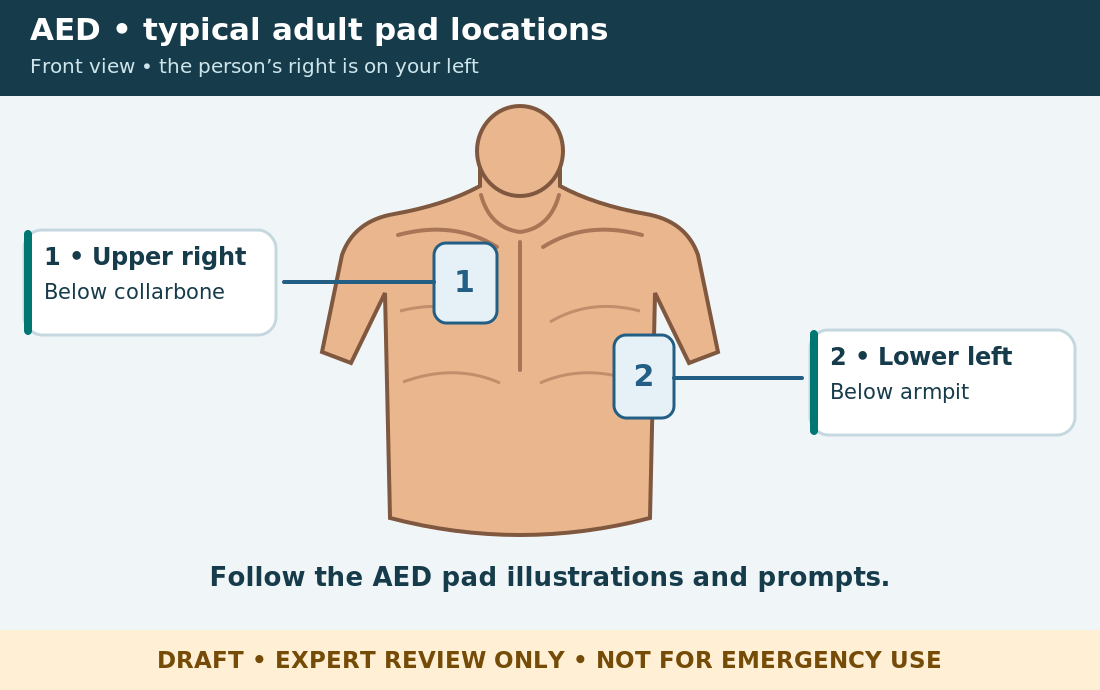 AED • typical adult pad locations
Front view • the person’s right is on your left
1 • Upper right
Below collarbone
1
2
2 • Lower left
Below armpit
Follow the AED pad illustrations and prompts.
DRAFT • EXPERT REVIEW ONLY • NOT FOR EMERGENCY USE